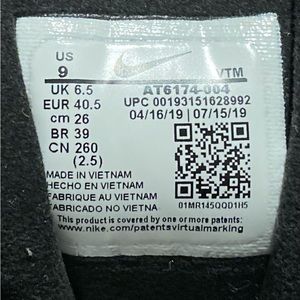 US
9
VTM
UK 6.5
AT6174-004
EUR 40.5
UPC 00193151628992
cm 26
04/16/19 | 07/15/19
BR 39
CN 260
(2.5)
MADE IN VIETNAM
HECHO EN VIETNAM
FABRIQUE AU VIETNAM
FABRICADO NO VIETNA
01MR145QQD1H5
This product is covered by one or more patents:
www.nike.com/patentsvirtualmarking